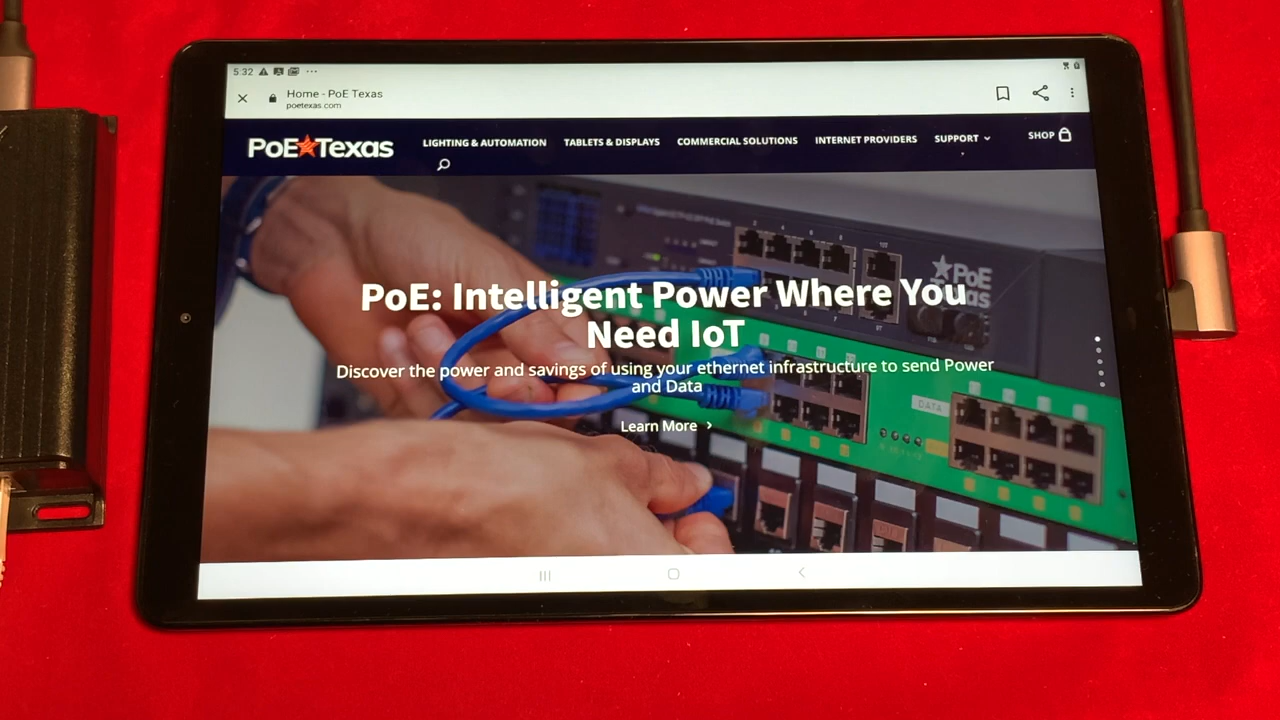 5:32
Home - PoE Texas
poetexas.com
PoE Texas
LIGHTING & AUTOMATION TABLETS & DISPLAYS COMMERCIAL SOLUTIONS INTERNET PROVIDERS SUPPORT SHOP
PoE
Texas
PoE: Intelligent Power Where You
Need IoT
Discover the power and savings of using your ethernet infrastructure to send Power
and Data
DATA
Learn More